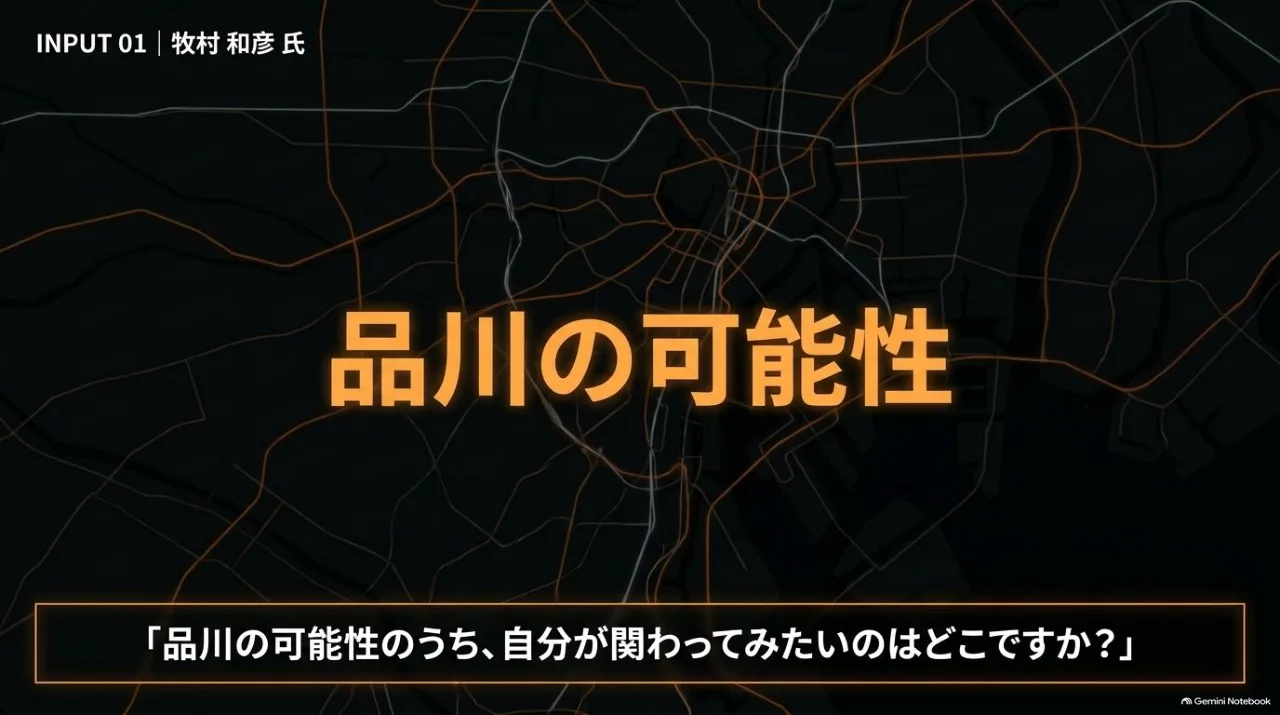 INPUT 01｜牧村 和彦 氏
品川の可能性
「品川の可能性のうち、自分が関わってみたいのはどこですか？」
Gemini Notebook